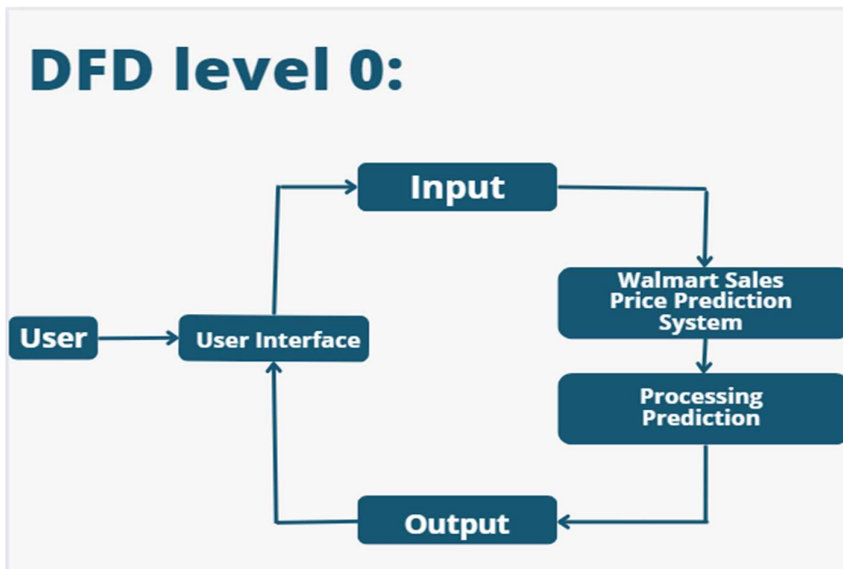 DFD level 0:
Input
Walmart Sales
Price Prediction
System
User
User Interface
Processing
Prediction
Output